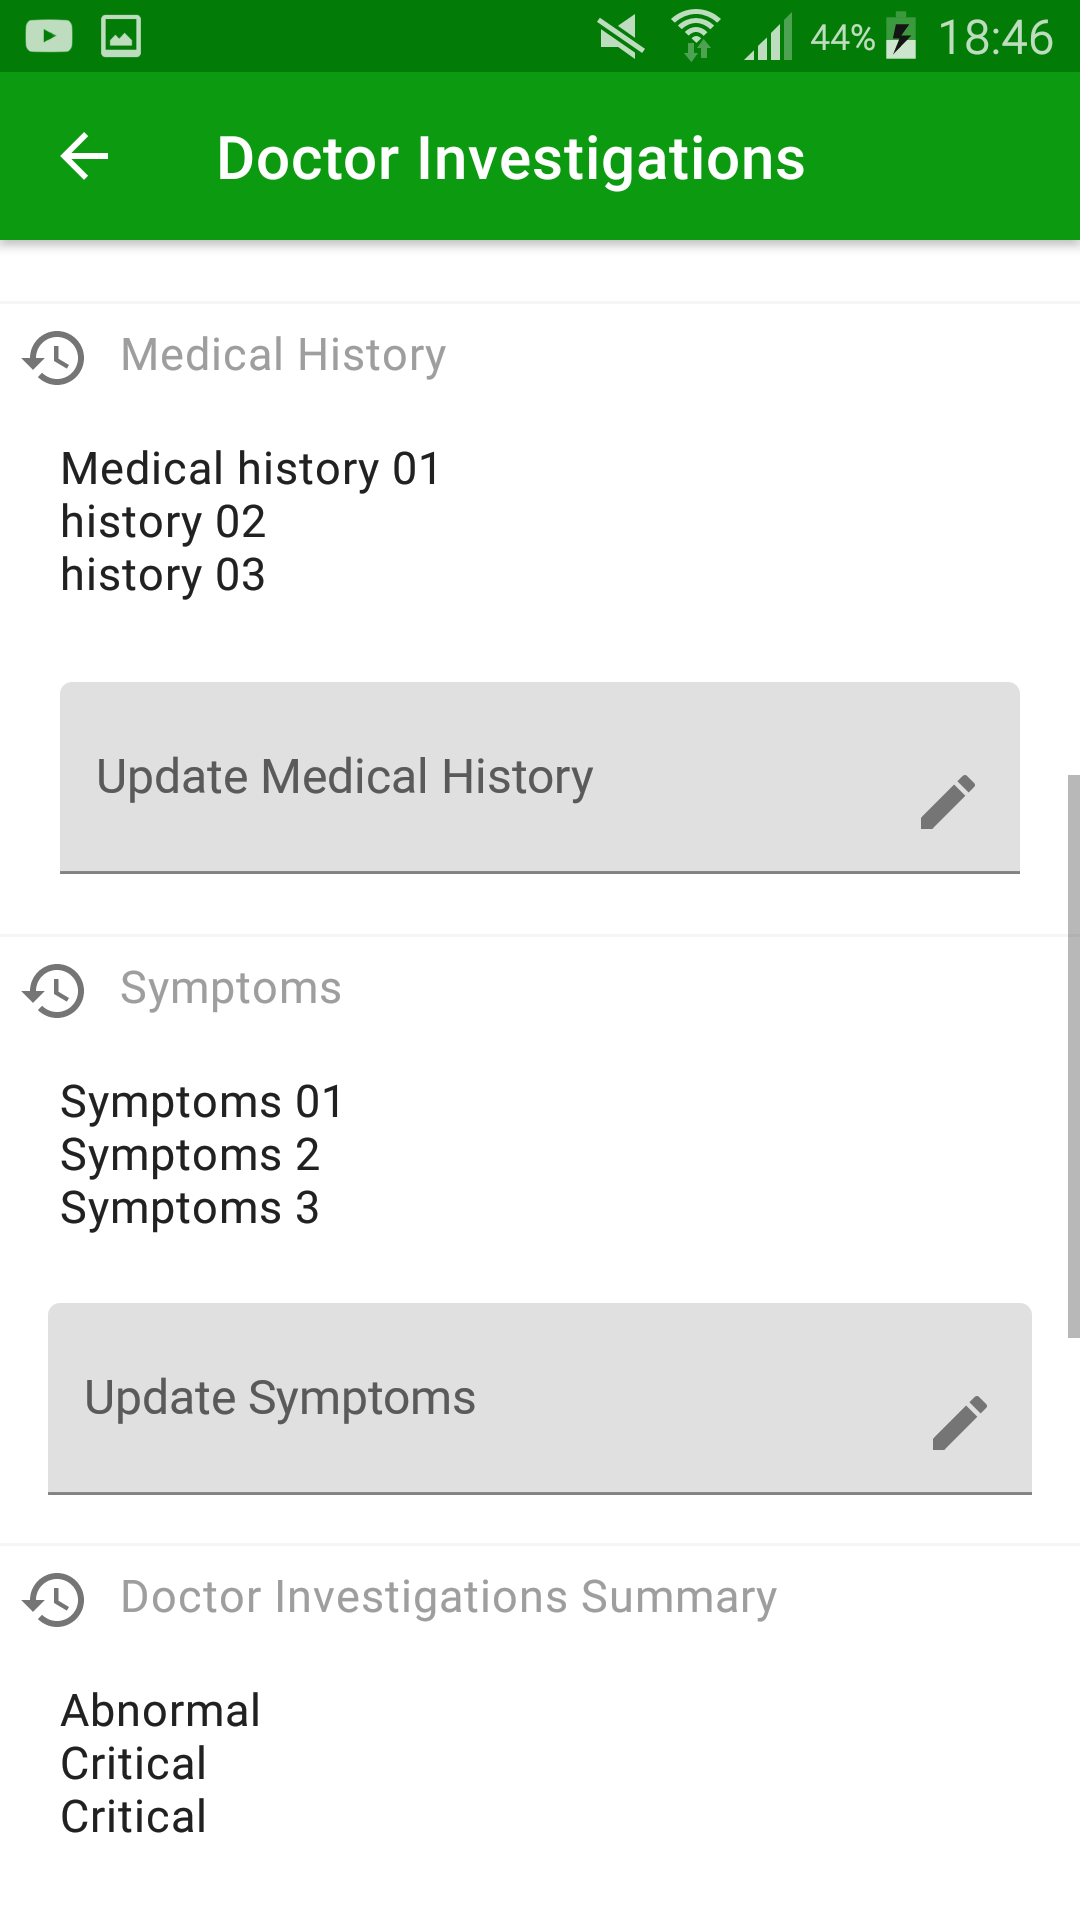 44% 18:46
Doctor Investigations
Medical History
Medical history 01
history 02
history 03
Update Medical History
Symptoms
Symptoms 01
Symptoms 2
Symptoms 3
Update Symptoms
Doctor Investigations Summary
Abnormal
Critical
Critical